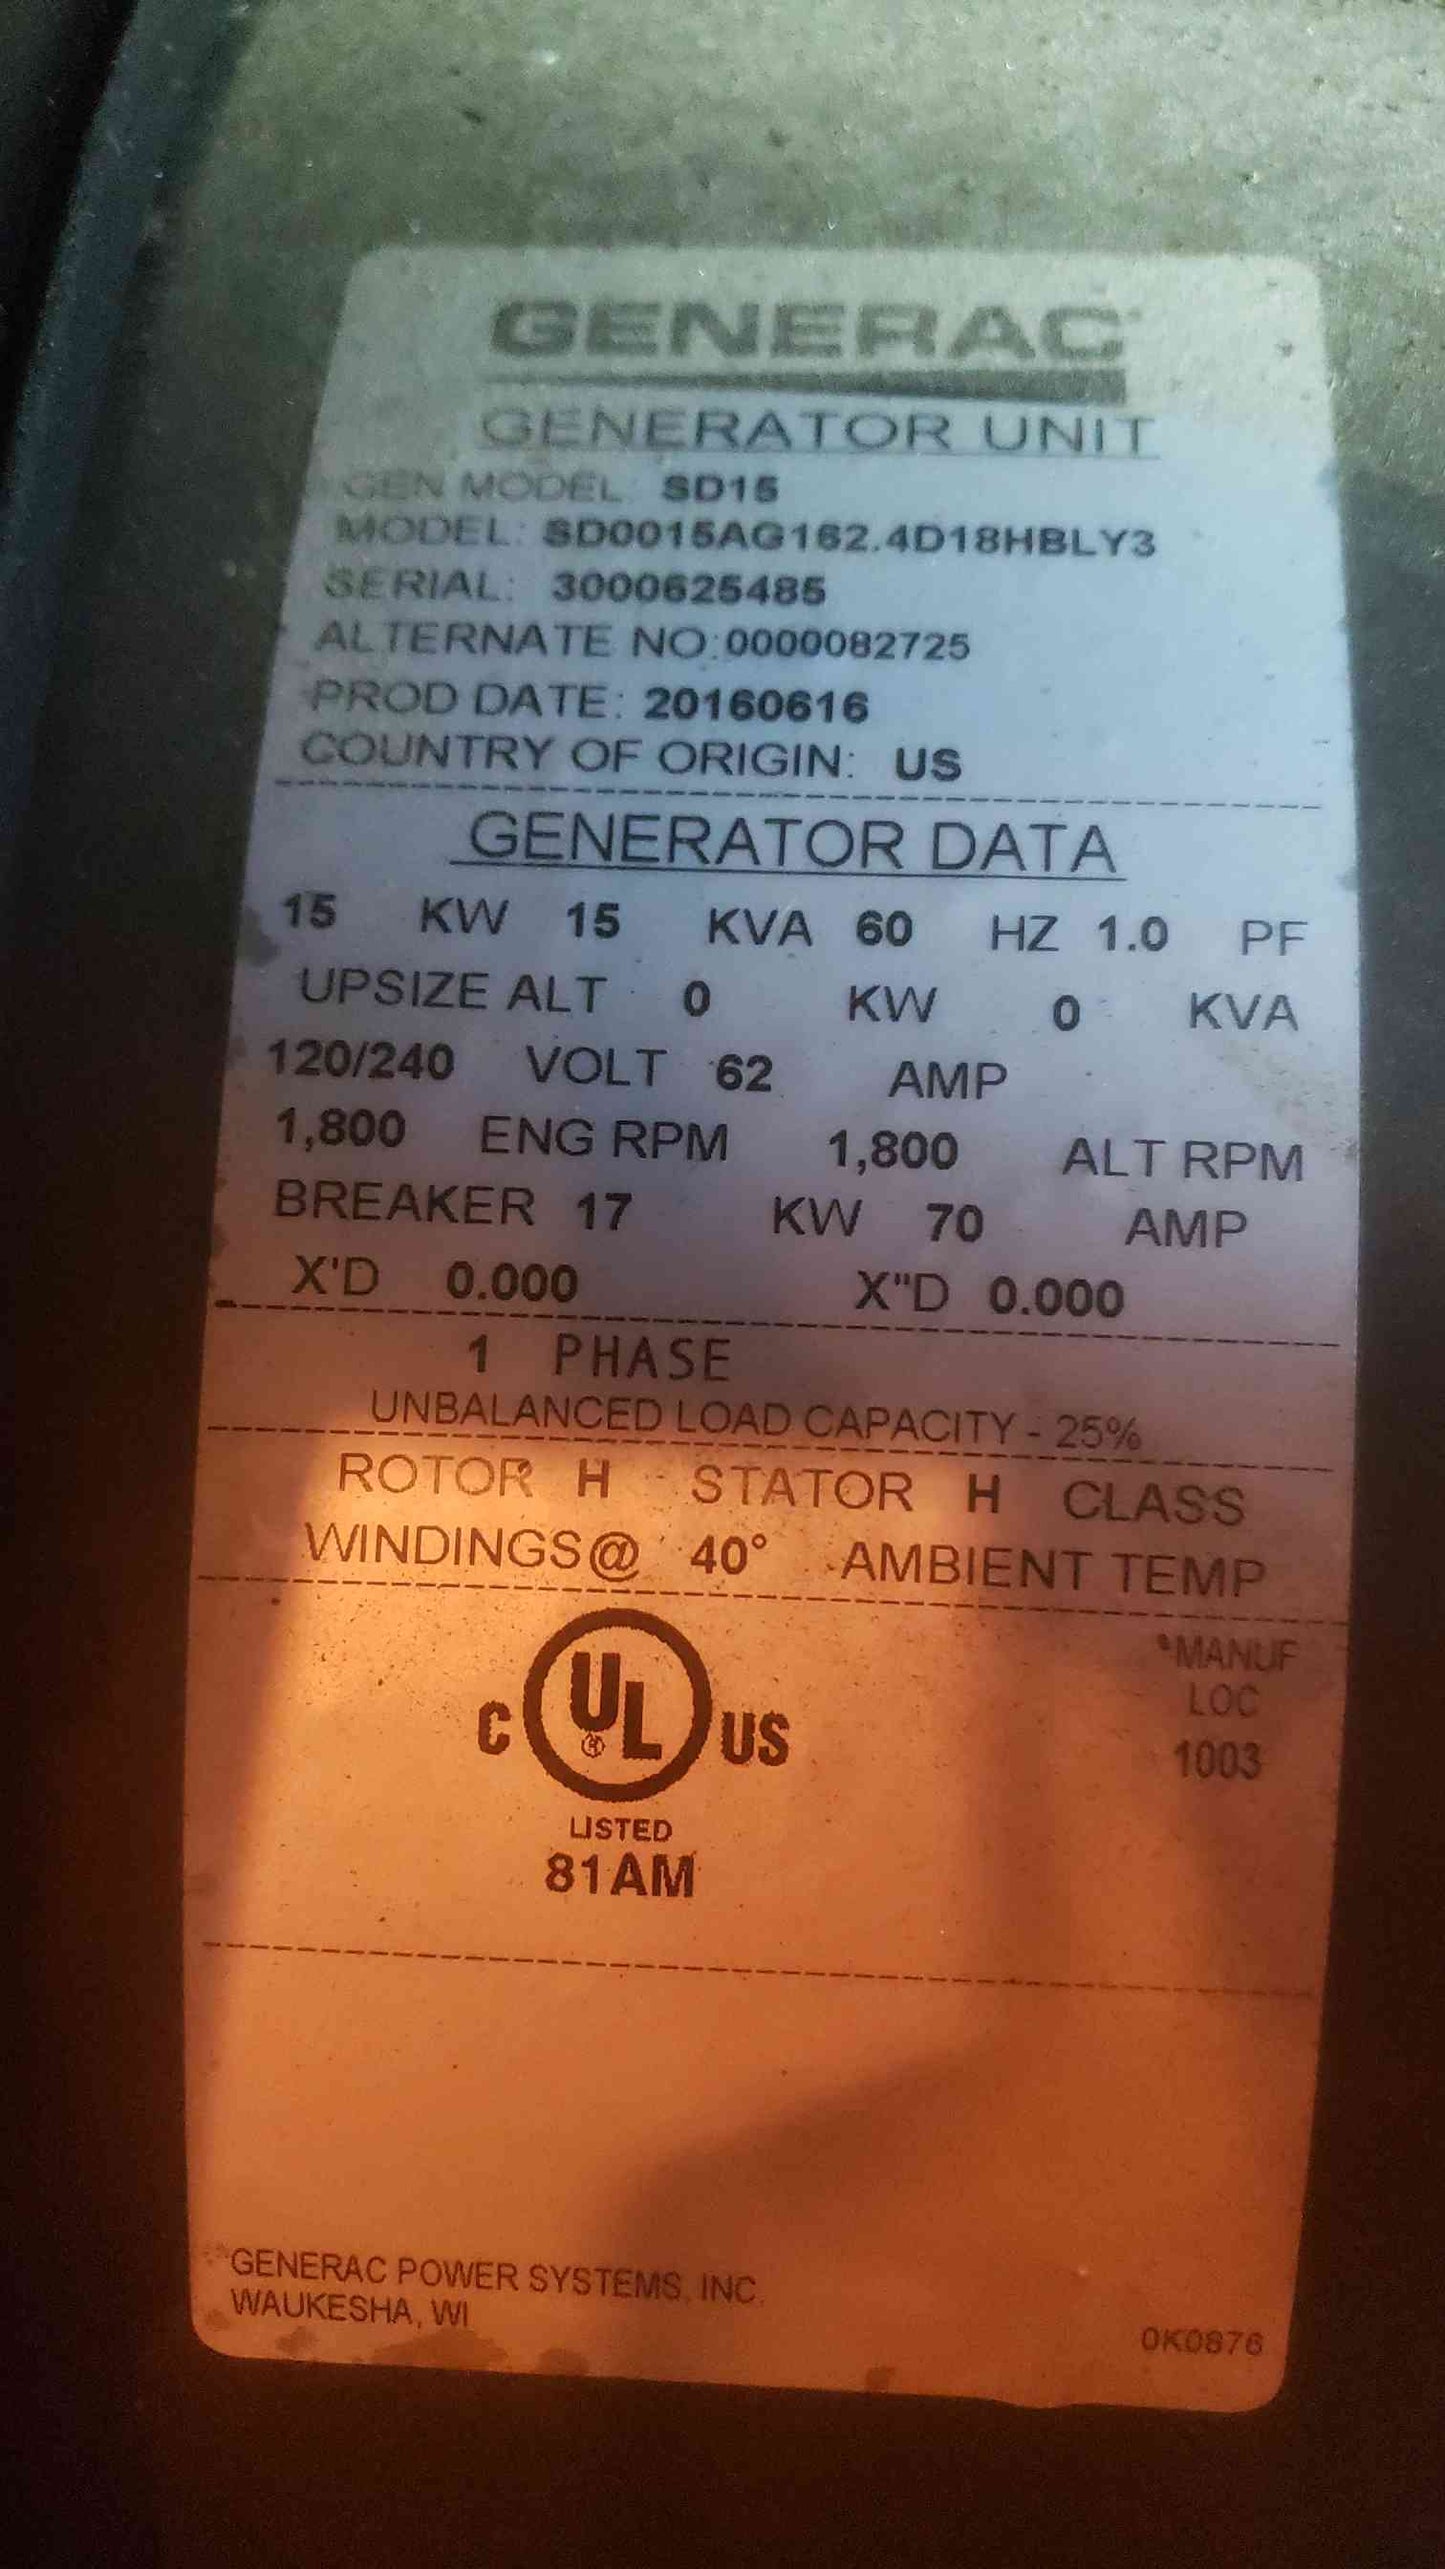 GENERAC
GENERATOR UNIT
GEN MODEL: SD15
MODEL: SD0015AG162.4D18HBLY3
SERIAL: 3000625485
ALTERNATE NO:0000082725
PROD DATE: 20160616
COUNTRY OF ORIGIN: US
GENERATOR DATA
15 KW 15 KVA 60 HZ 1.0 PF
UPSIZE ALT 0 KW 0 KVA
120/240 VOLT 62 AMP
1,800 ENG RPM 1,800 ALT RPM
BREAKER 17 KW 70 AMP
X'D 0.000 X"D 0.000
1 PHASE
UNBALANCED LOAD CAPACITY - 25%
ROTOR H STATOR H CLASS
WINDINGS@ 40° AMBIENT TEMP
*MANUF
LOC
1003
C UL® US
LISTED
81AM
*GENERAC POWER SYSTEMS, INC.
WAUKESHA, WI
0K0876